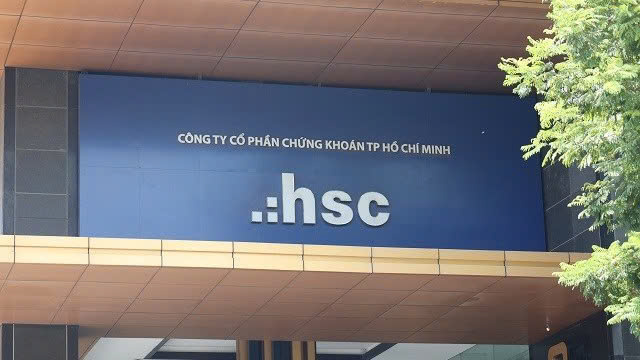 CÔNG TY CỔ PHẦN CHỨNG KHOÁN TP HỒ CHÍ MINH
.:hsc